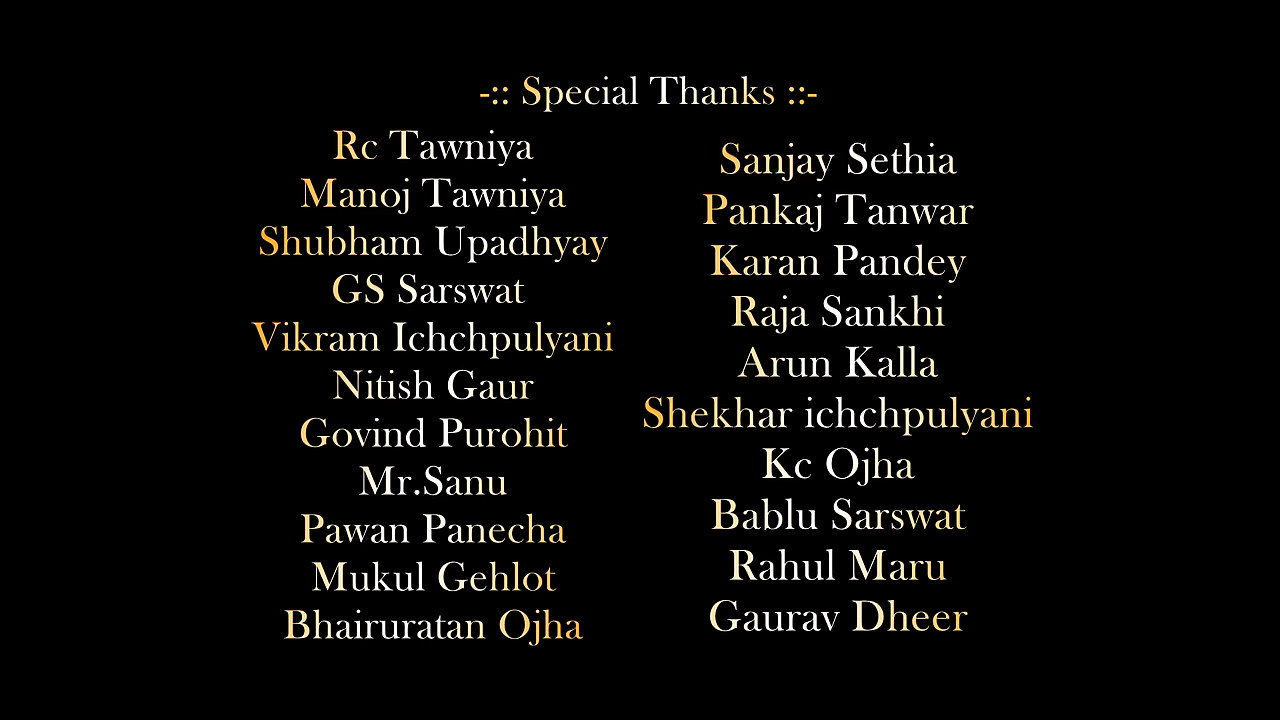 -:: Special Thanks ::-
Rc Tawniya
Manoj Tawniya
Shubham Upadhyay
GS Sarswat
Vikram Ichchpulyani
Nitish Gaur
Govind Purohit
Mr.Sanu
Pawan Panecha
Mukul Gehlot
Bhairuratan Ojha
Sanjay Sethia
Pankaj Tanwar
Karan Pandey
Raja Sankhi
Arun Kalla
Shekhar ichchpulyani
Kc Ojha
Bablu Sarswat
Rahul Maru
Gaurav Dheer